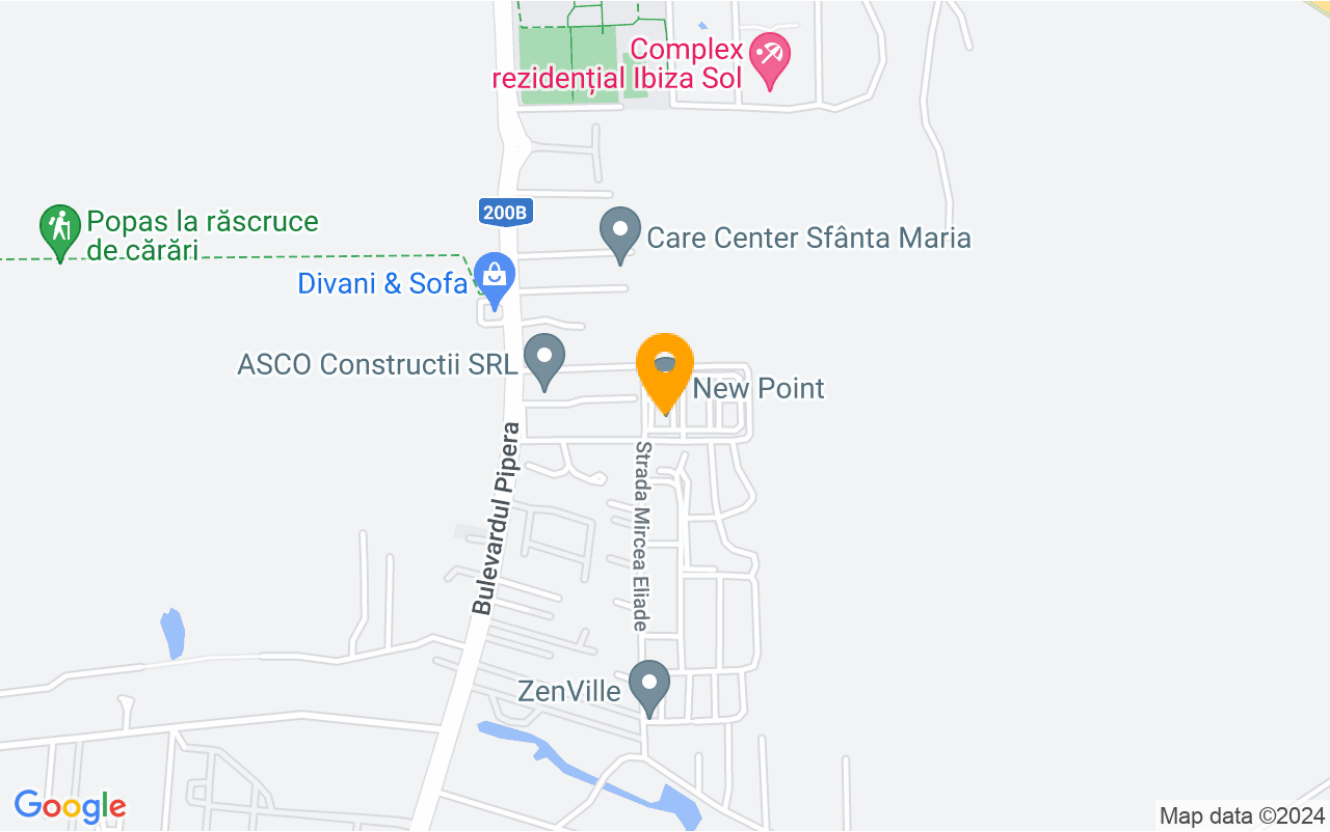 Complex
rezidențial Ibiza Sol
200B
Popas la răscruce
de cărări
Care Center Sfânta Maria
Divani & Sofa
ASCO Constructii SRL
New Point
Bulevardul Pipera
Strada Mircea Eliade
ZenVille
Google
Map data ©2024